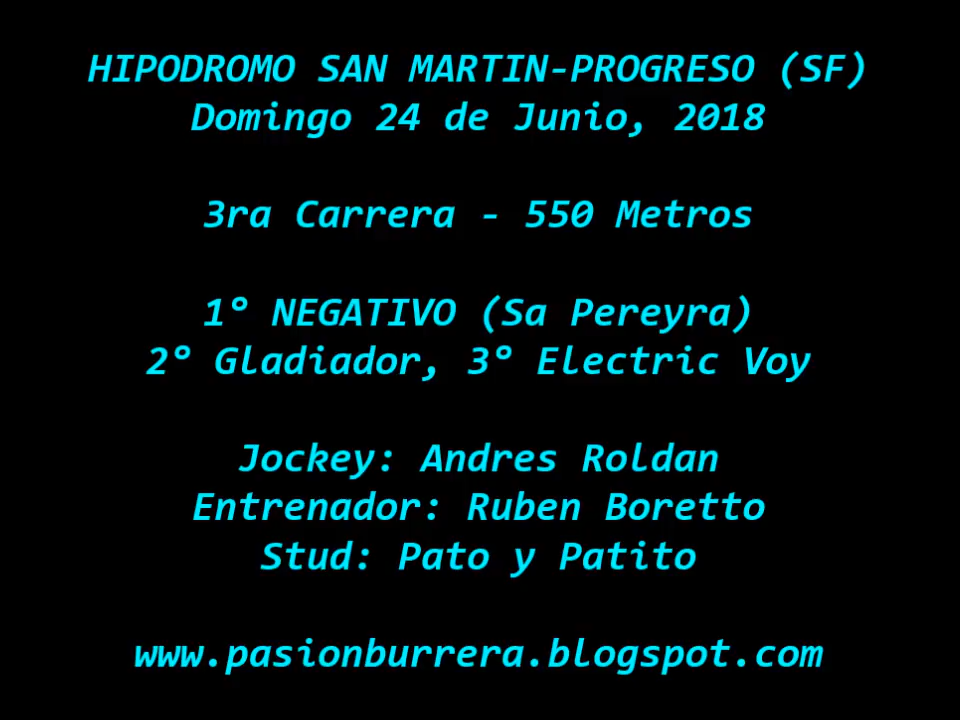 HIPODROMO SAN MARTIN-PROGRESO (SF)
Domingo 24 de Junio, 2018
3ra Carrera - 550 Metros
1° NEGATIVO (Sa Pereyra)
2° Gladiador, 3° Electric Voy
Jockey: Andres Roldan
Entrenador: Ruben Boretto
Stud: Pato y Patito
www.pasionburrera.blogspot.com